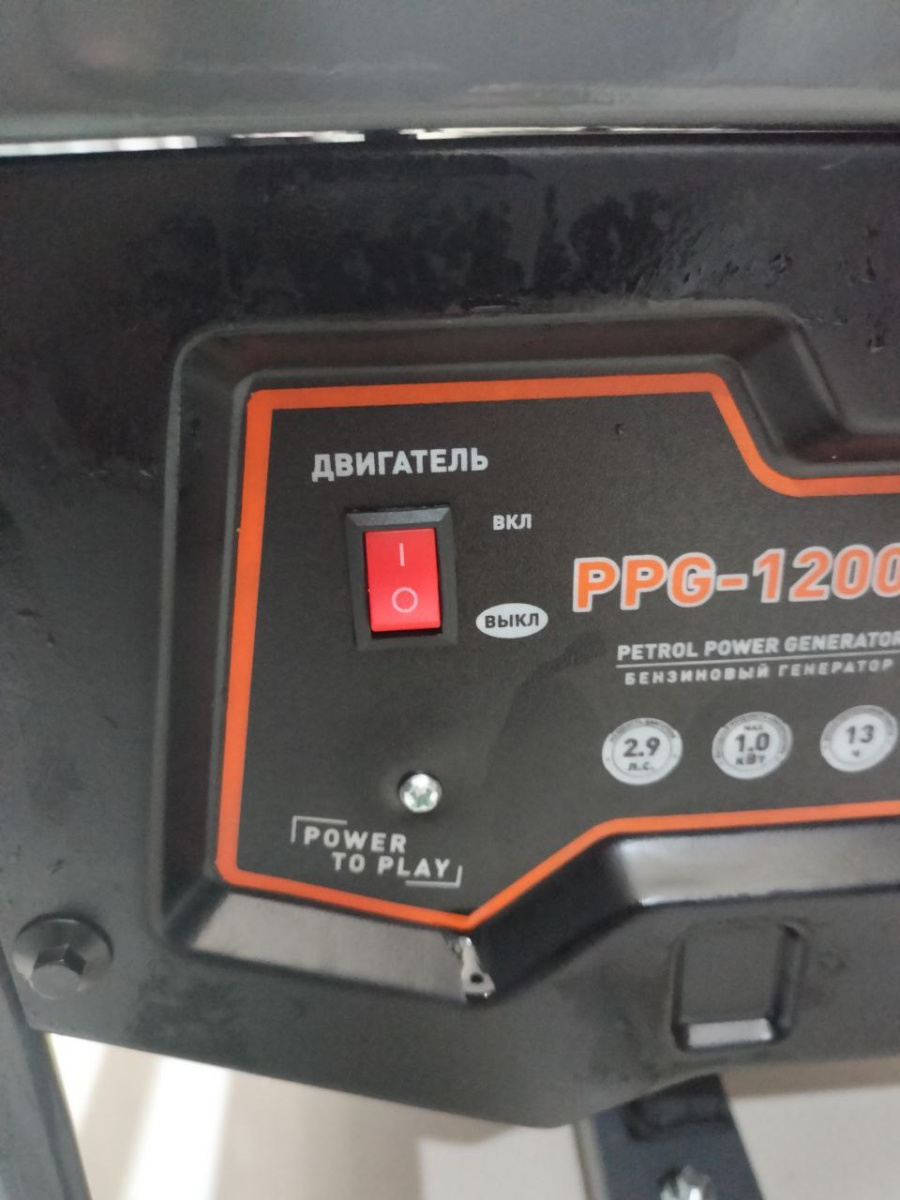 ДВИГАТЕЛЬ
ВКЛ
I
O
ВЫКЛ
PPG-1200
PETROL POWER GENERATOR
БЕНЗИНОВЫЙ ГЕНЕРАТОР
2.9
л.с.
MAX
1.0
кВт
13
ч
POWER
TO PLAY